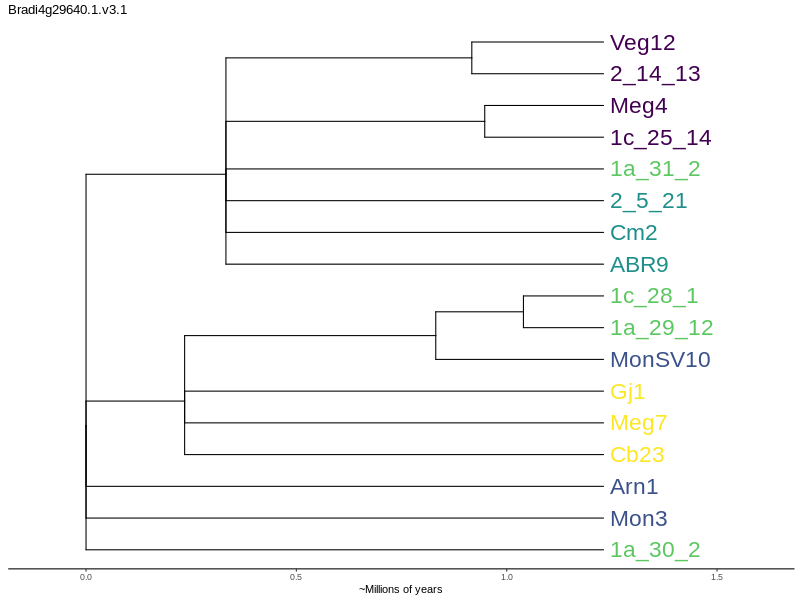 Bradi4g29640.1.v3.1
Veg12
2_14_13
Meg4
1c_25_14
1a_31_2
2_5_21
Cm2
ABR9
1c_28_1
1a_29_12
MonSV10
Gj1
Meg7
Cb23
Arn1
Mon3
1a_30_2
0.0 0.5 1.0 1.5
~Millions of years